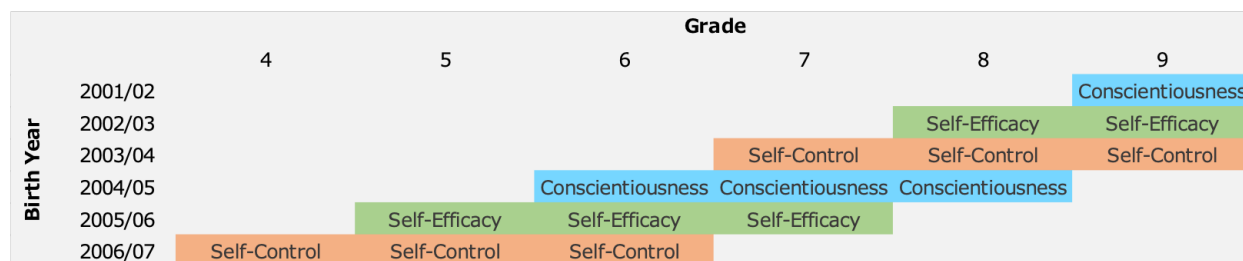 Grade
4 5 6 7 8 9
2001/02 Conscientiousness
2002/03 Self-Efficacy Self-Efficacy
2003/04 Self-Control Self-Control Self-Control
2004/05 Conscientiousness Conscientiousness Conscientiousness
2005/06 Self-Efficacy Self-Efficacy Self-Efficacy
2006/07 Self-Control Self-Control Self-Control
Birth Year